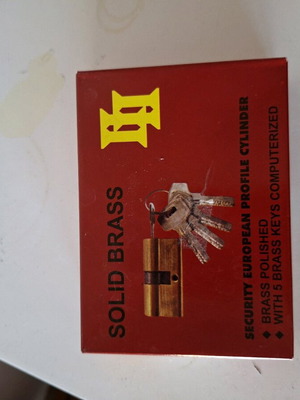 SOLID BRASS
SECURITY EUROPEAN PROFILE CYLINDER
◆ BRASS POLISHED
◆ WITH 5 BRASS KEYS COMPUTERIZED